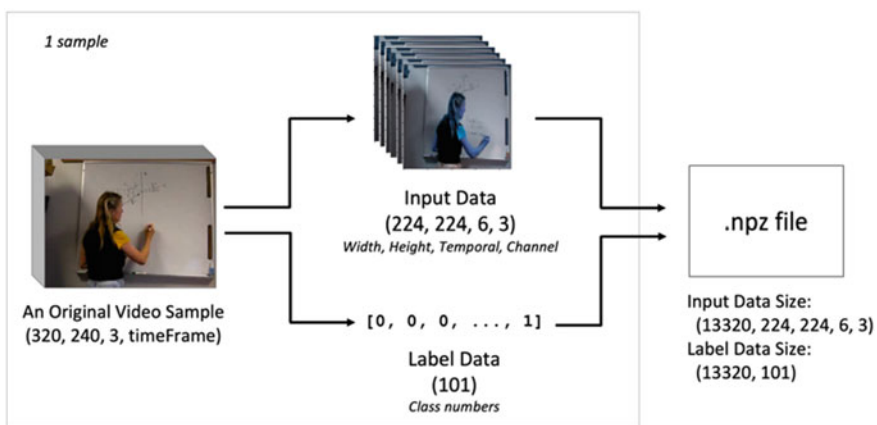 1 sample
An Original Video Sample
(320, 240, 3, timeFrame)
Input Data
(224, 224, 6, 3)
Width, Height, Temporal, Channel
[0, 0, 0, ..., 1]
Label Data
(101)
Class numbers
.npz file
Input Data Size:
(13320, 224, 224, 6, 3)
Label Data Size:
(13320, 101)